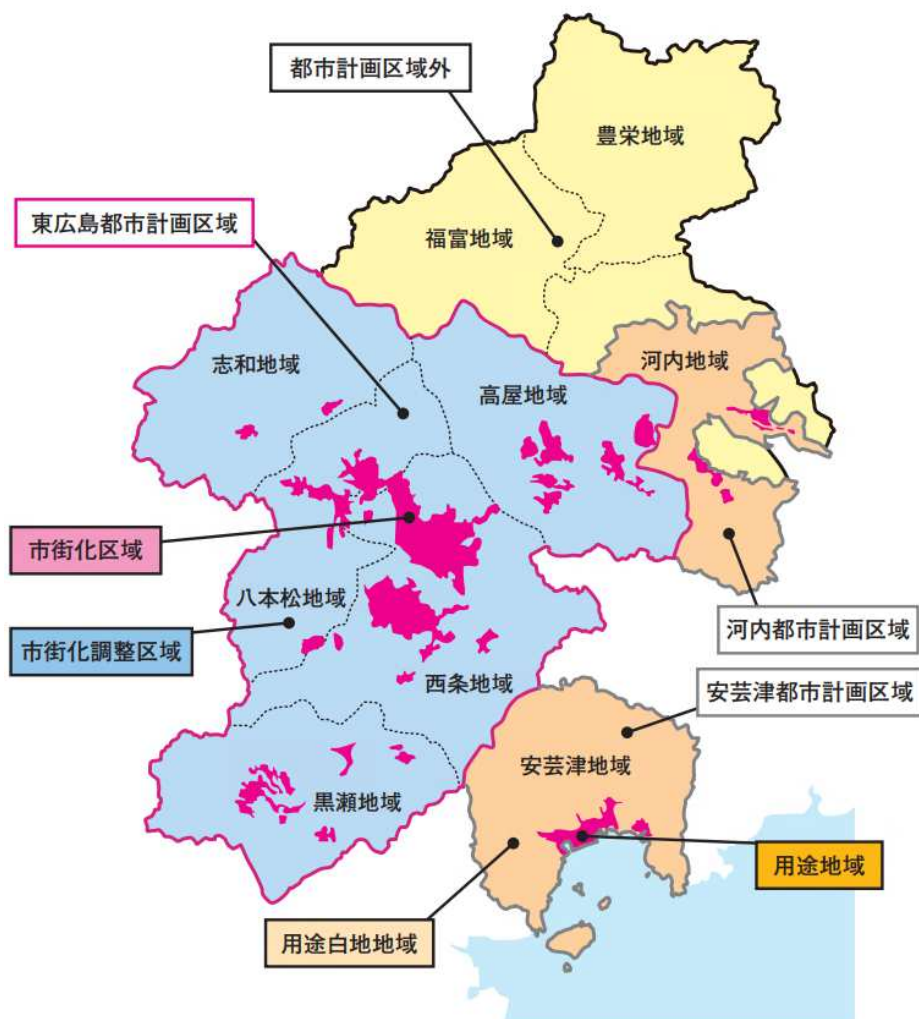 都市計画区域外
豊栄地域
東広島都市計画区域
福富地域
志和地域
河内地域
高屋地域
市街化区域
八本松地域
河内都市計画区域
市街化調整区域
西条地域
安芸津都市計画区域
安芸津地域
黒瀬地域
用途地域
用途白地地域